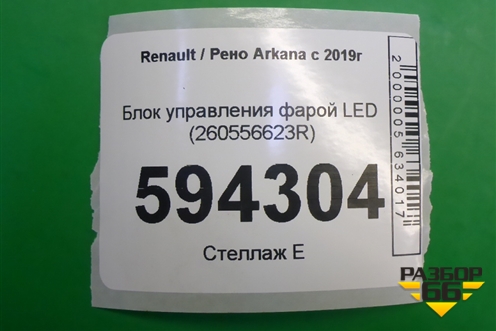 Renault / Рено Arkana с 2019г
Блок управления фарой LED
(260556623R)
594304
Стеллаж Е
2000005634017
РАЗБОР
66